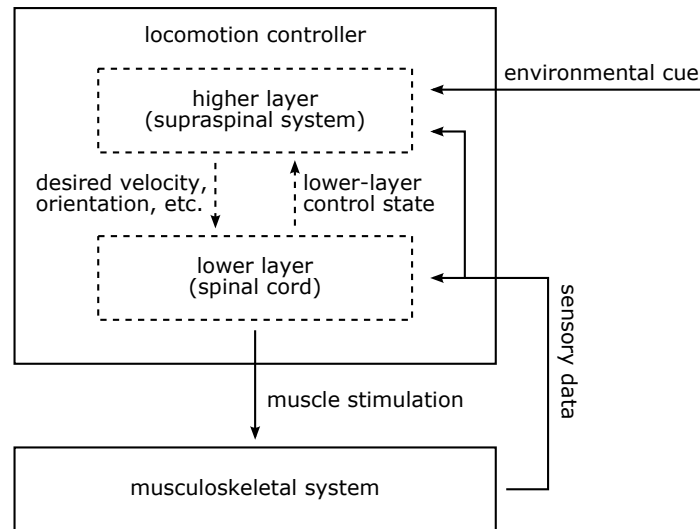 locomotion controller
environmental cue
higher layer
(supraspinal system)
desired velocity,
orientation, etc.
lower-layer
control state
lower layer
(spinal cord)
sensory data
muscle stimulation
musculoskeletal system